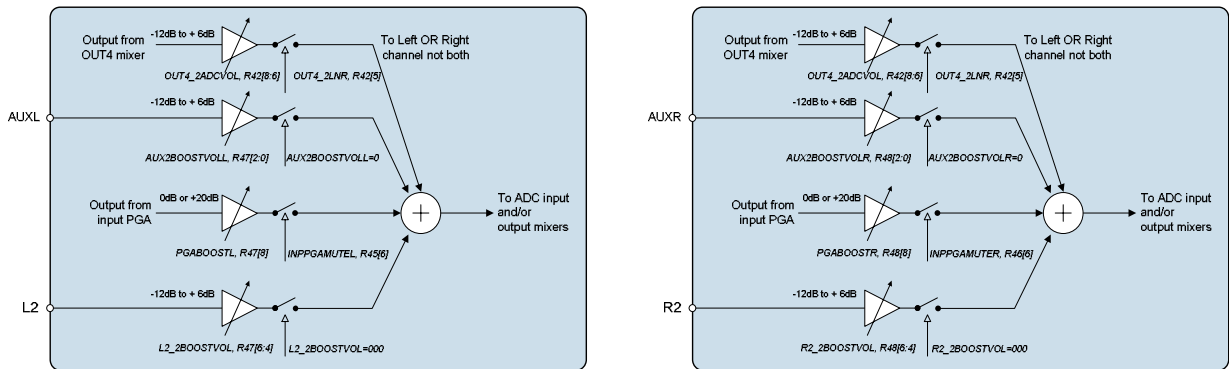 -12dB to + 6dB
Output from
OUT4 mixer
To Left OR Right
channel not both
OUT4_2ADCVOL, R42[8:6]
OUT4_2LNR, R42[5]
-12dB to + 6dB
AUXL
AUX2BOOSTVOLL, R47[2:0]
AUX2BOOSTVOLL=0
0dB or +20dB
Output from
input PGA
To ADC input
and/or
output mixers
PGABOOSTL, R47[8]
INPPGAMUTEL, R45[6]
-12dB to + 6dB
L2
L2_2BOOSTVOL, R47[6:4]
L2_2BOOSTVOL=000
-12dB to + 6dB
Output from
OUT4 mixer
To Left OR Right
channel not both
OUT4_2ADCVOL, R42[8:6]
OUT4_2LNR, R42[5]
-12dB to + 6dB
AUXR
AUX2BOOSTVOLR, R48[2:0]
AUX2BOOSTVOLR=0
0dB or +20dB
Output from
input PGA
To ADC input
and/or
output mixers
PGABOOSTR, R48[8]
INPPGAMUTER, R46[6]
-12dB to + 6dB
R2
R2_2BOOSTVOL, R48[6:4]
R2_2BOOSTVOL=000